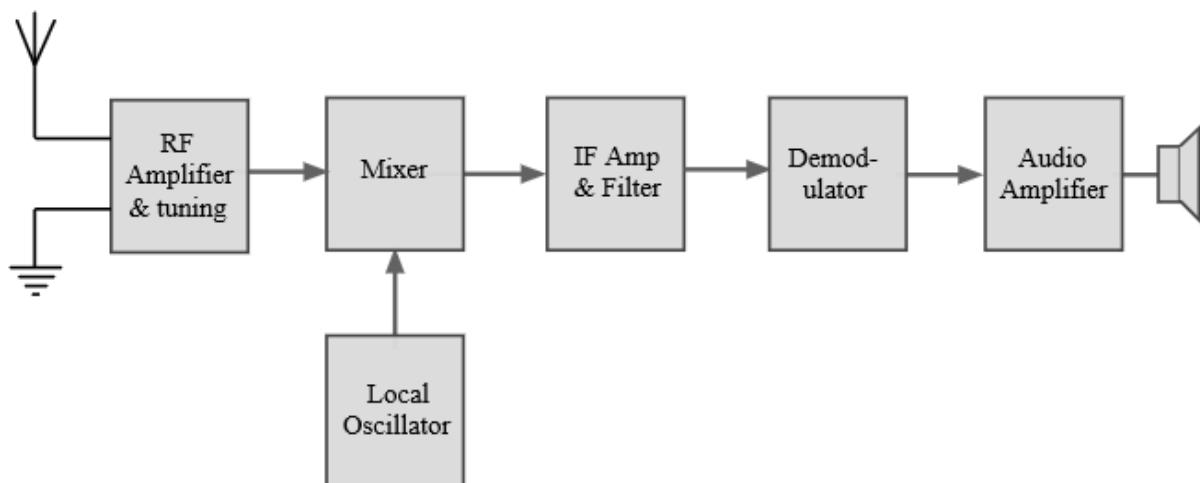 RF
Amplifier
& tuning
Mixer
IF Amp
& Filter
Demod-
ulator
Audio
Amplifier
Local
Oscillator